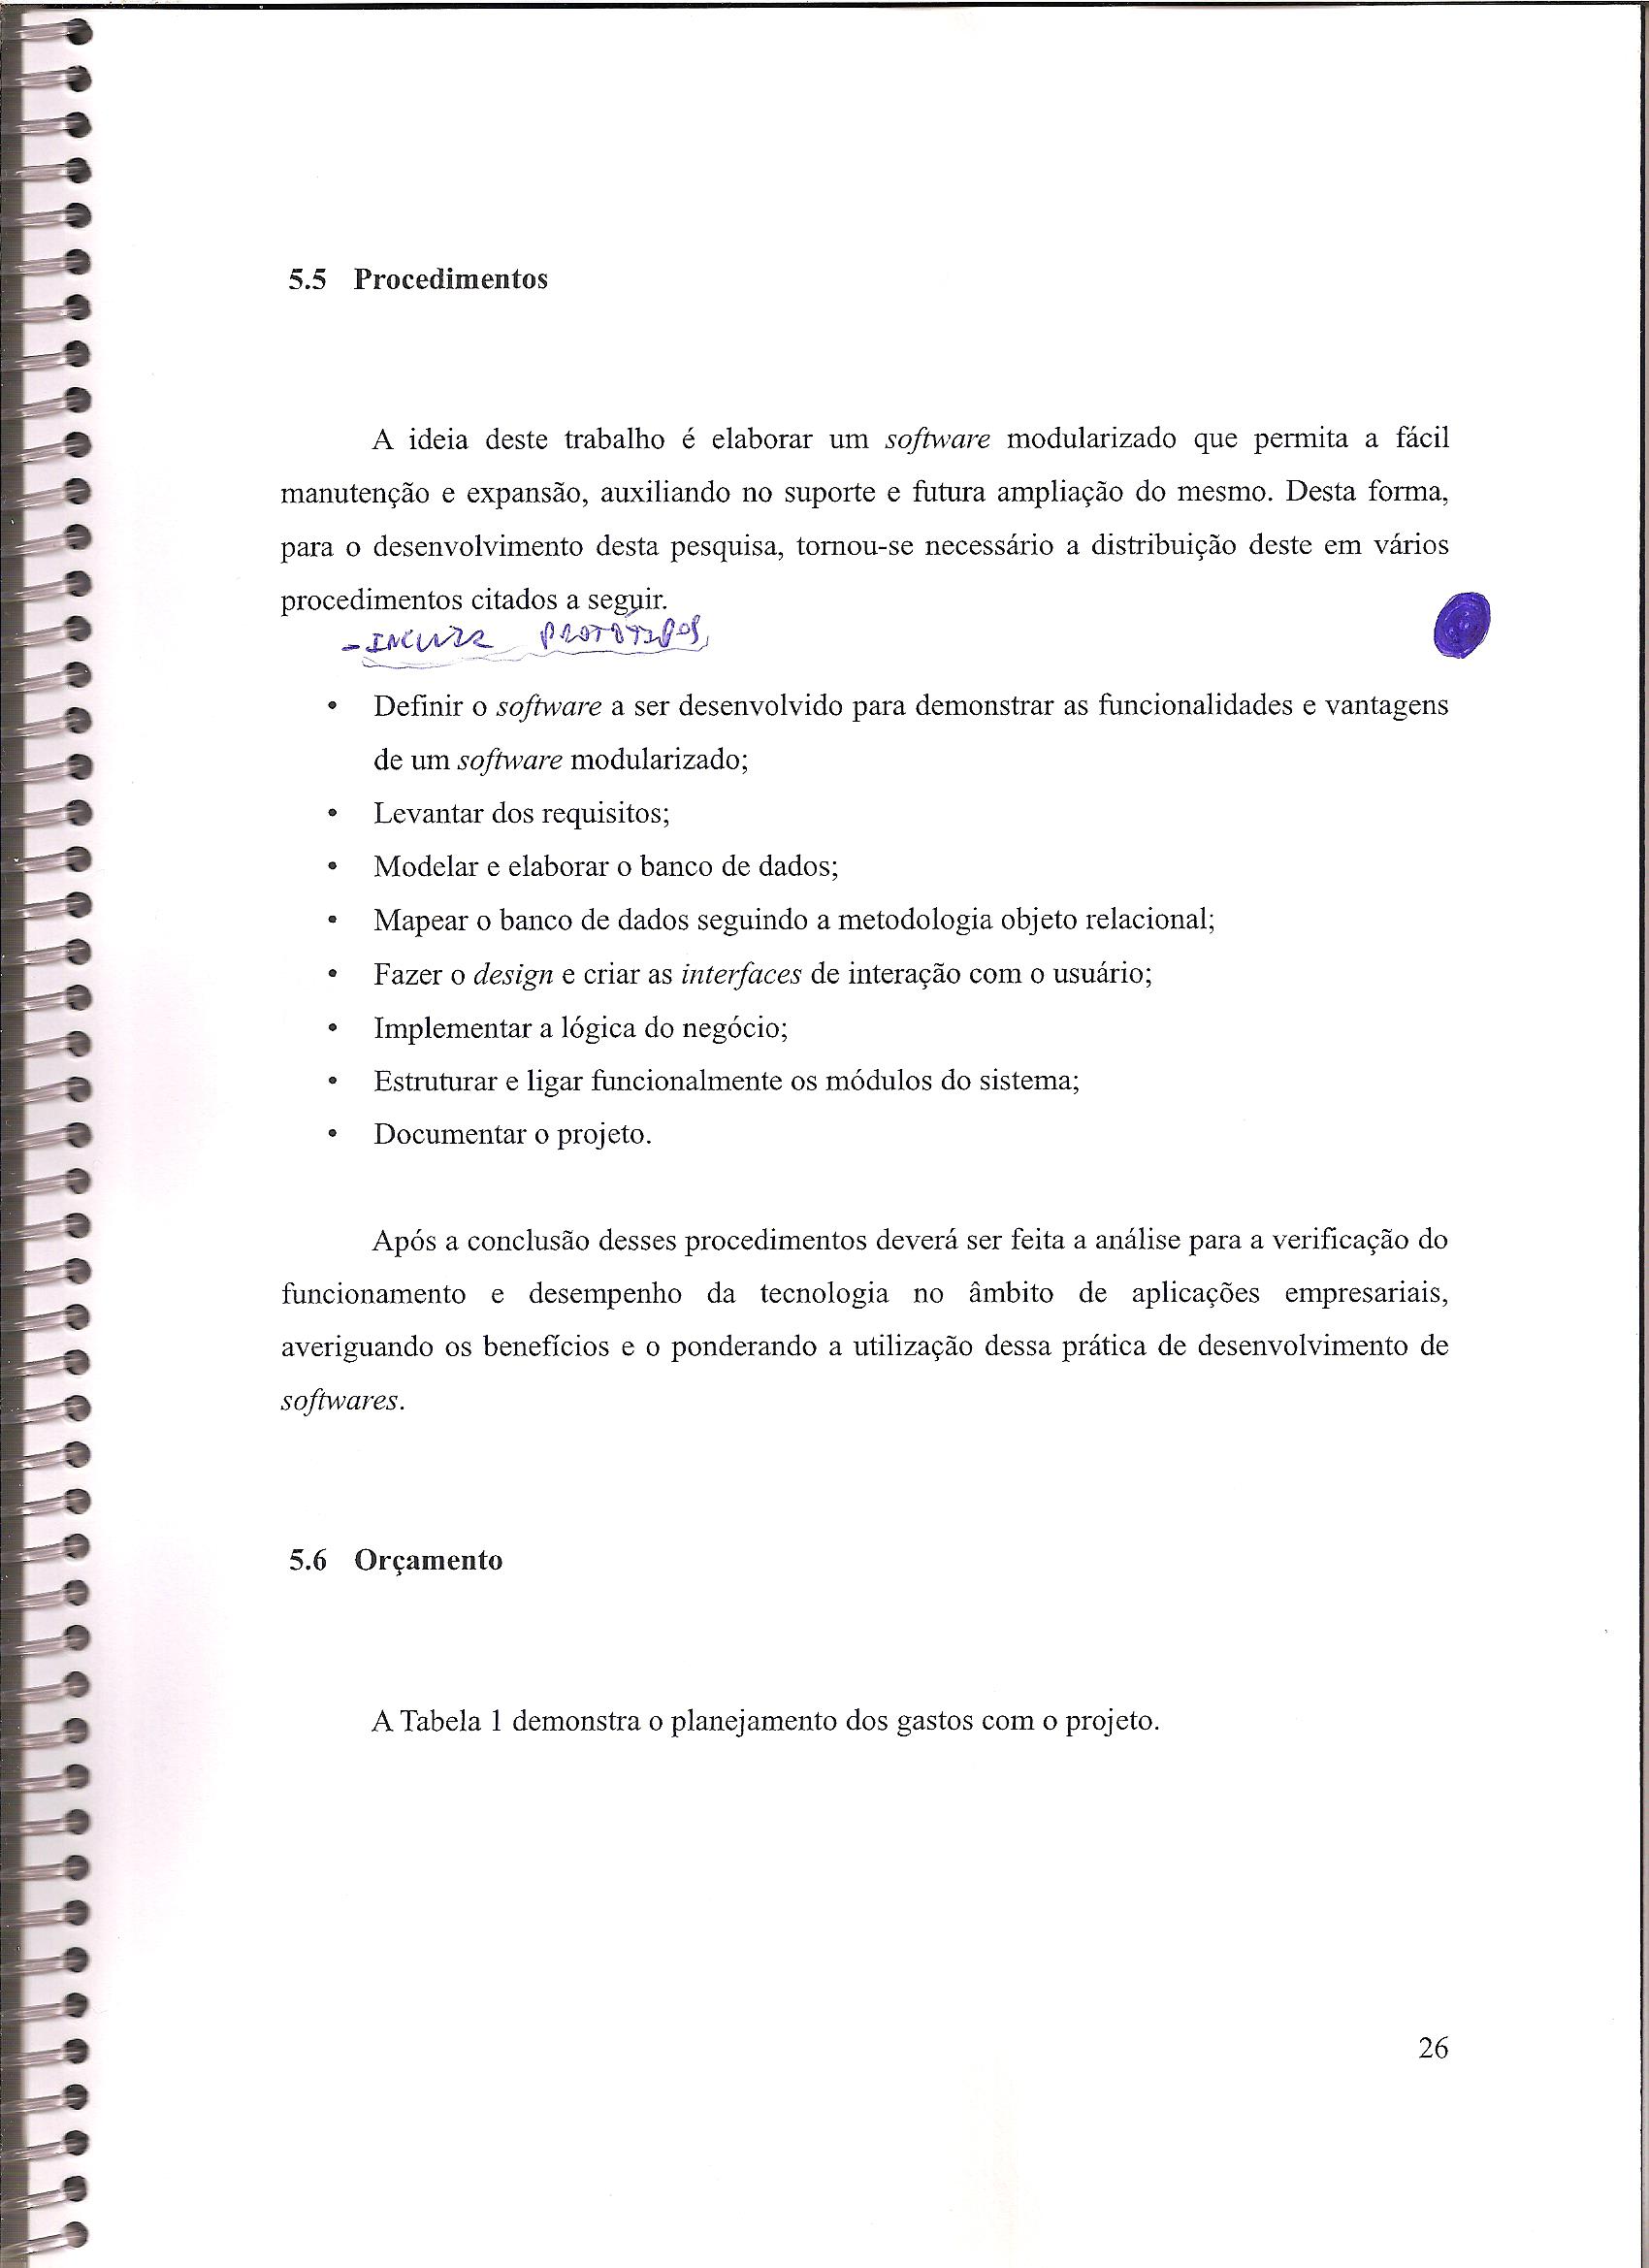 5.5 Procedimentos
A ideia deste trabalho é elaborar um software modularizado que permita a fácil
manutenção e expansão, auxiliando no suporte e futura ampliação do mesmo. Desta forma,
para o desenvolvimento desta pesquisa, tornou-se necessário a distribuição deste em vários
procedimentos citados a seguir.
- INCLUIR PROTÓTIPOS
• Definir o software a ser desenvolvido para demonstrar as funcionalidades e vantagens
de um software modularizado;
• Levantar dos requisitos;
• Modelar e elaborar o banco de dados;
• Mapear o banco de dados seguindo a metodologia objeto relacional;
• Fazer o design e criar as interfaces de interação com o usuário;
• Implementar a lógica do negócio;
• Estruturar e ligar funcionalmente os módulos do sistema;
• Documentar o projeto.
Após a conclusão desses procedimentos deverá ser feita a análise para a verificação do
funcionamento e desempenho da tecnologia no âmbito de aplicações empresariais,
averiguando os benefícios e o ponderando a utilização dessa prática de desenvolvimento de
softwares.
5.6 Orçamento
A Tabela 1 demonstra o planejamento dos gastos com o projeto.
26